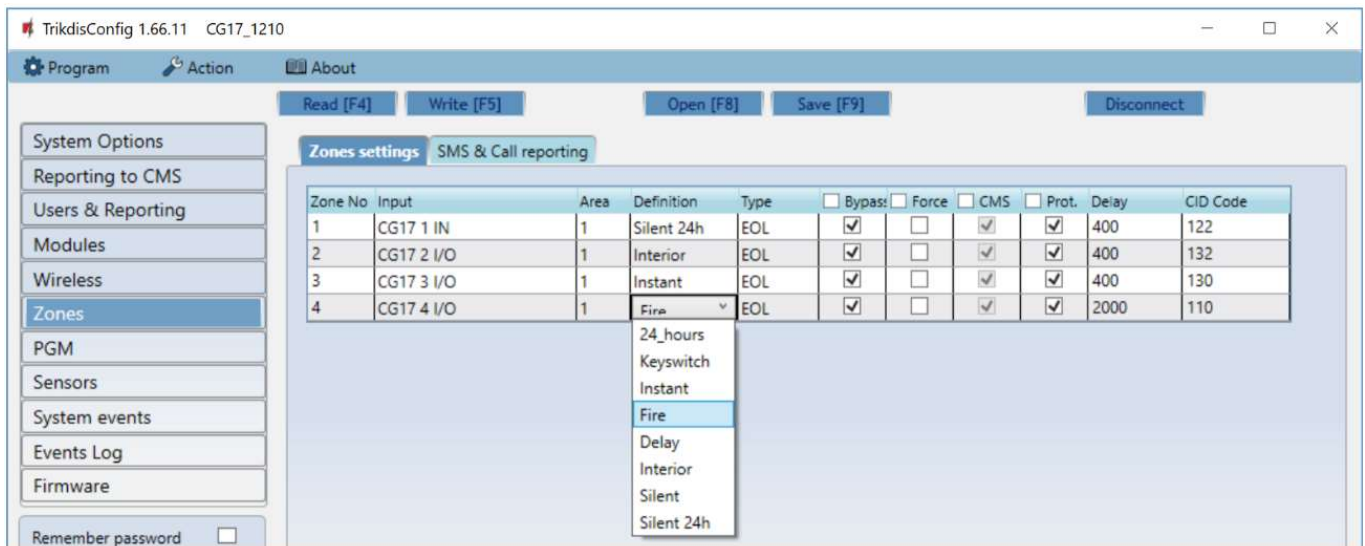 TrikdisConfig 1.66.11 CG17_1210
Program Action About
Read [F4] Write [F5] Open [F8] Save [F9] Disconnect
System Options
Reporting to CMS
Users & Reporting
Modules
Wireless
Zones
PGM
Sensors
System events
Events Log
Firmware
Remember password
Zones settings SMS & Call reporting
Zone No Input Area Definition Type Bypas: Force CMS Prot. Delay CID Code
1 CG17 1 IN 1 Silent 24h EOL 400 122
2 CG17 2 I/O 1 Interior EOL 400 132
3 CG17 3 I/O 1 Instant EOL 400 130
4 CG17 4 I/O 1 Fire EOL 2000 110
24_hours
Keyswitch
Instant
Fire
Delay
Interior
Silent
Silent 24h